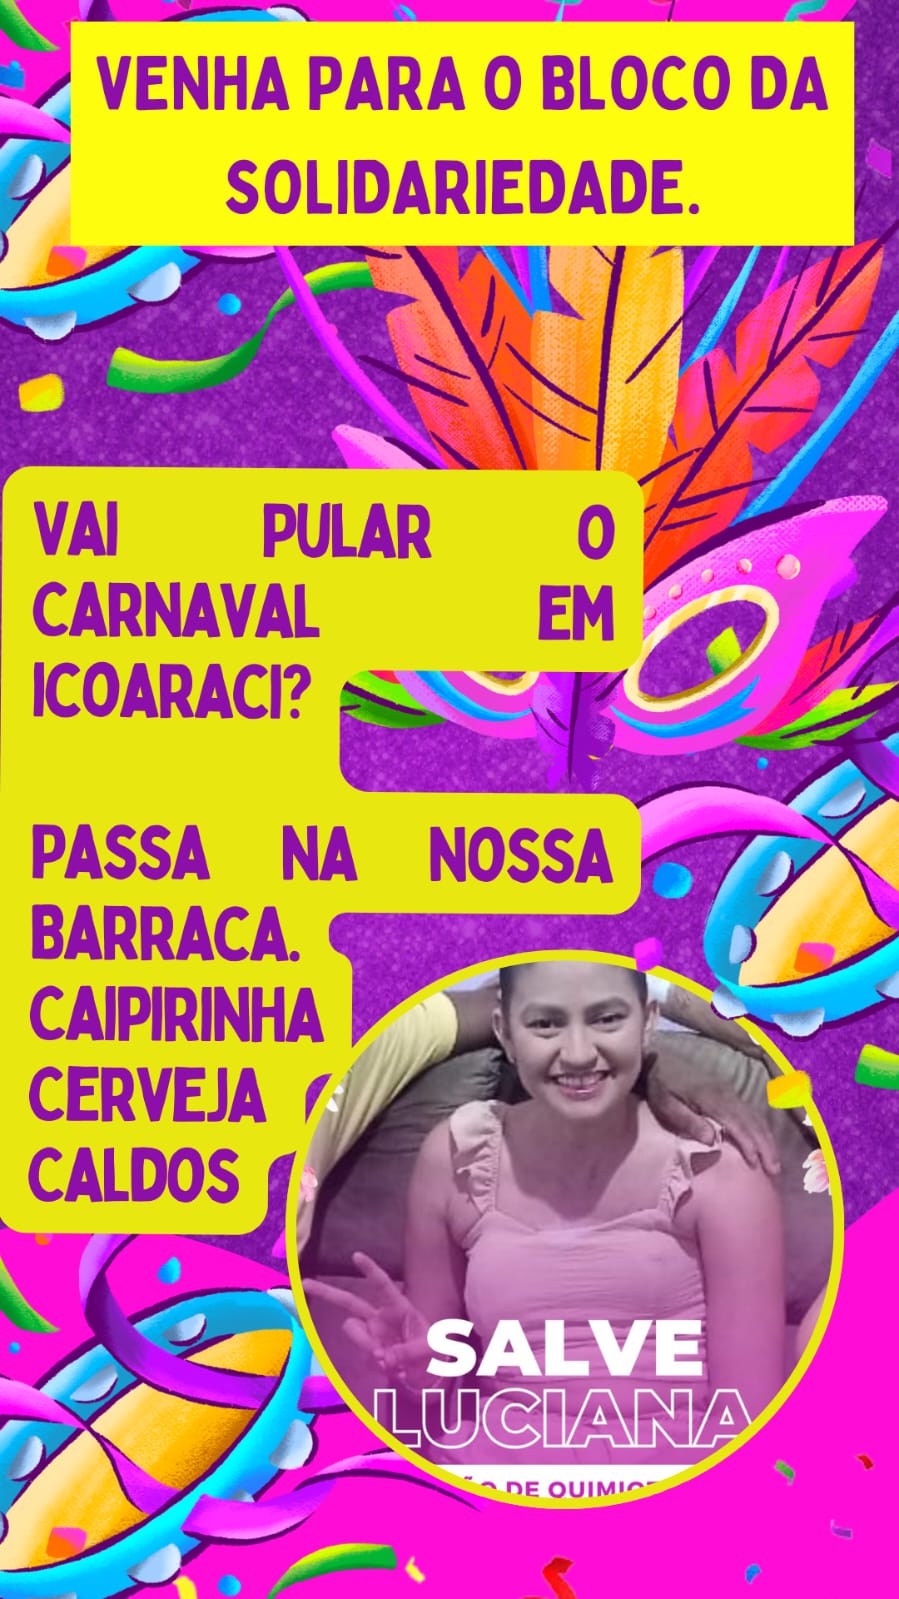 VENHA PARA O BLOCO DA
SOLIDARIEDADE.
VAI PULAR O
CARNAVAL EM
ICOARACI?
PASSA NA NOSSA
BARRACA.
CAIPIRINHA
CERVEJA
CALDOS
SALVE
LUCIANA
DE